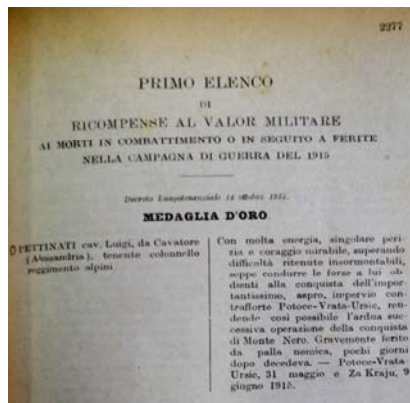 2277
PRIMO ELENCO
DI
RICOMPENSE AL VALOR MILITARE
AI MORTI IN COMBATTIMENTO O IN SEGUITO A FERITE
NELLA CAMPAGNA DI GUERRA DEL 1915
Decreto Luogotenenziale 14 ottobre 1915.
MEDAGLIA D'ORO.
PETTINATI cav. Luigi, da Cavatore
(Alessandria), tenente colonnello
reggimento alpini
Con molta energia, singolare peri-
zia e coraggio mirabile, superando
difficoltà ritenute insormontabili,
seppe condurre le forze a lui ob-
dienti alla conquista dell'impor-
tantissimo, aspro, impervio con-
trafforte Potoce-Vrata-Ursic, ren-
dendo così possibile l'ardua suc-
cessiva operazione della conquista
di Monte Nero. Gravemente ferito
da palla nemica, pochi giorni
dopo decedeva. — Potoce-Vrata-
Ursic, 31 maggio e Za Kraju, 9
giugno 1915.